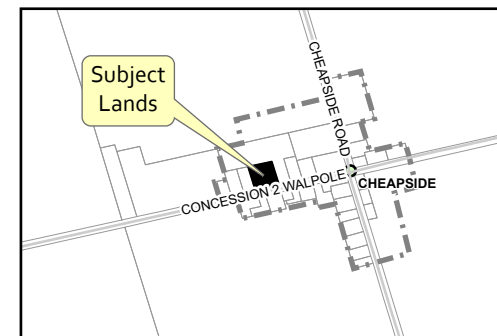 Subject
Lands
CHEAPSIDE ROAD
CONCESSION 2 WALPOLE
CHEAPSIDE